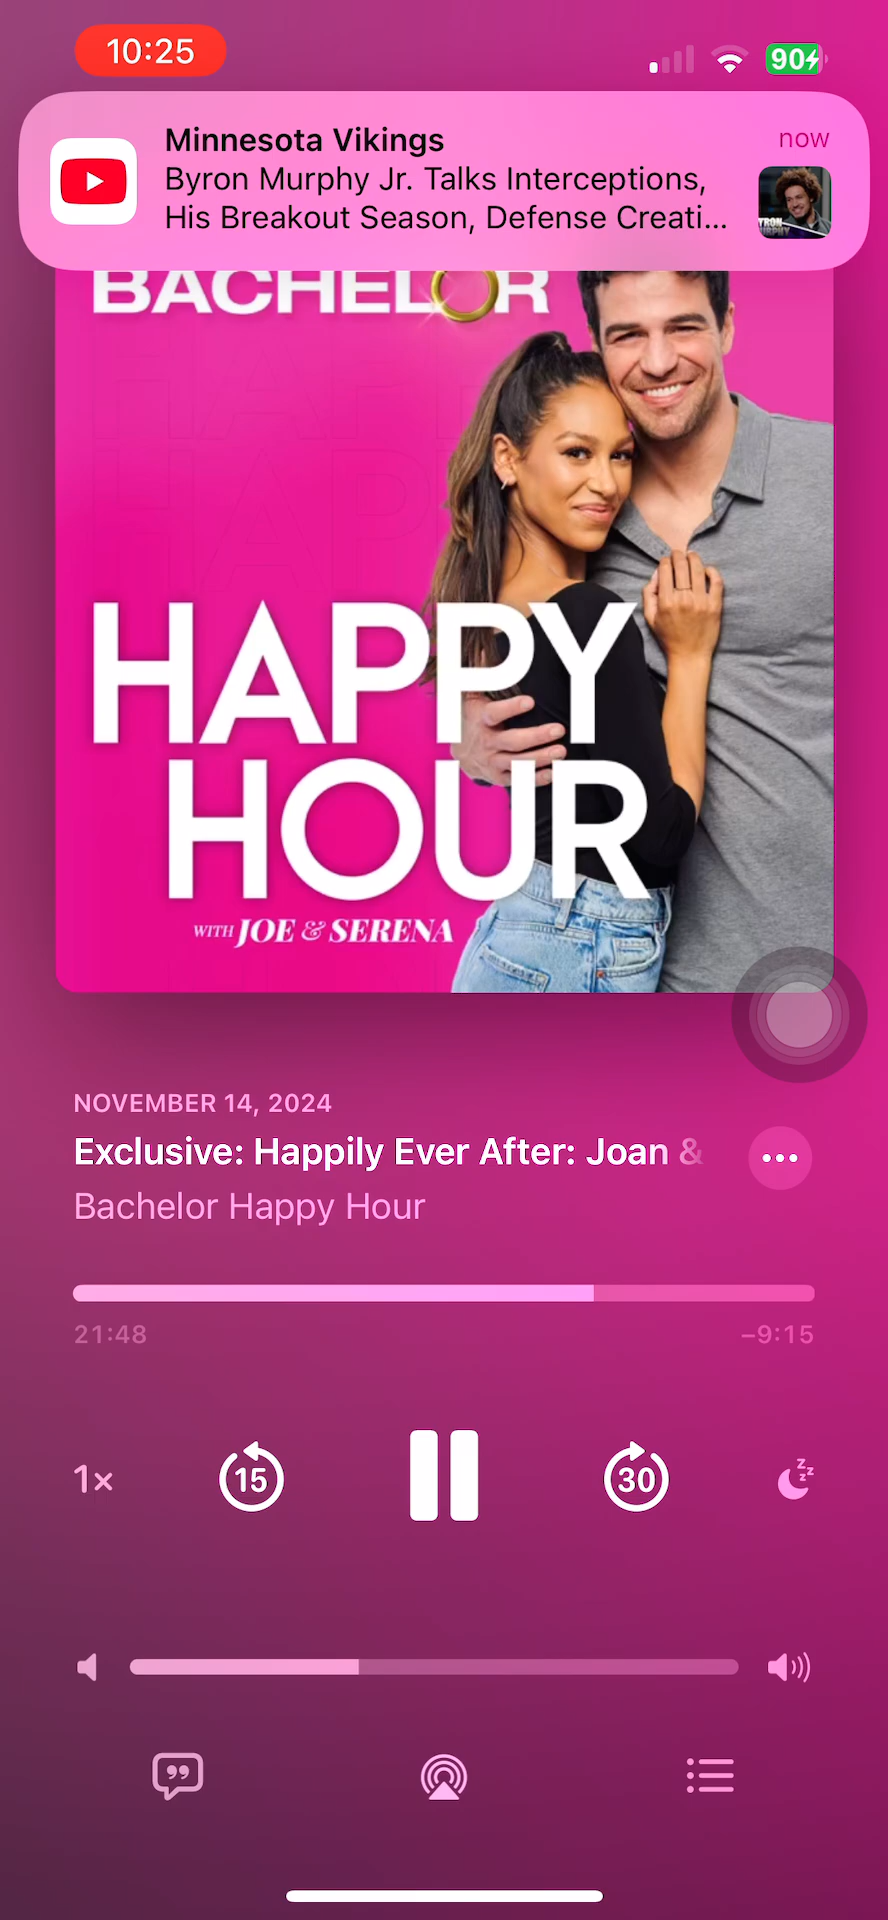 10:25
90
Minnesota Vikings
now
Byron Murphy Jr. Talks Interceptions,
His Breakout Season, Defense Creati...
BACHELOR
HAPPY
HOUR
WITH JOE & SERENA
NOVEMBER 14, 2024
Exclusive: Happily Ever After: Joan &
Bachelor Happy Hour
21:48
–9:15
1×
15
30
zzz